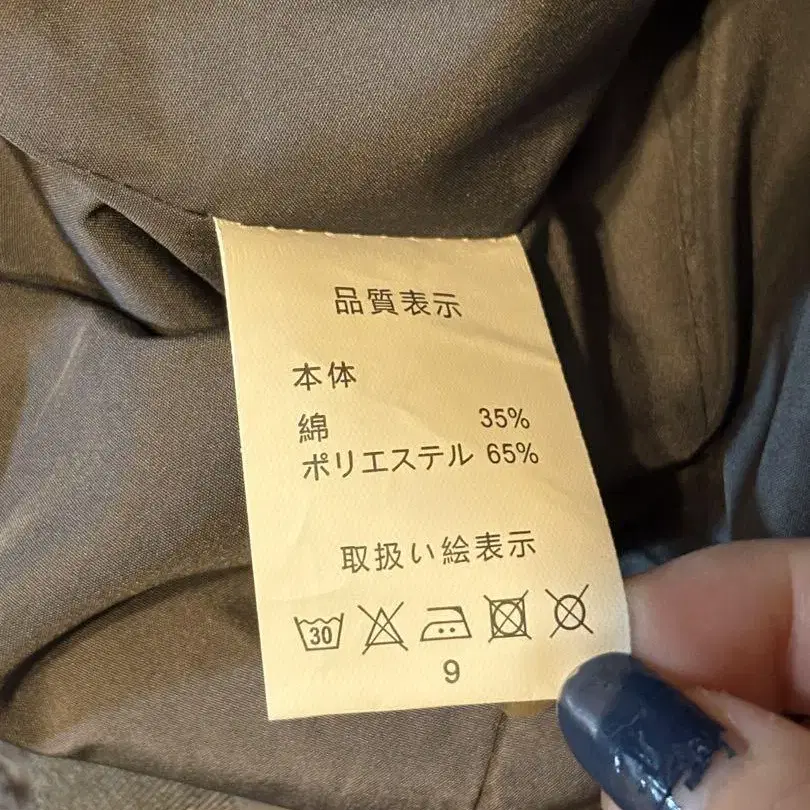 品質表示
本体
綿 35%
ポリエステル 65%
取扱い絵表示
30
9